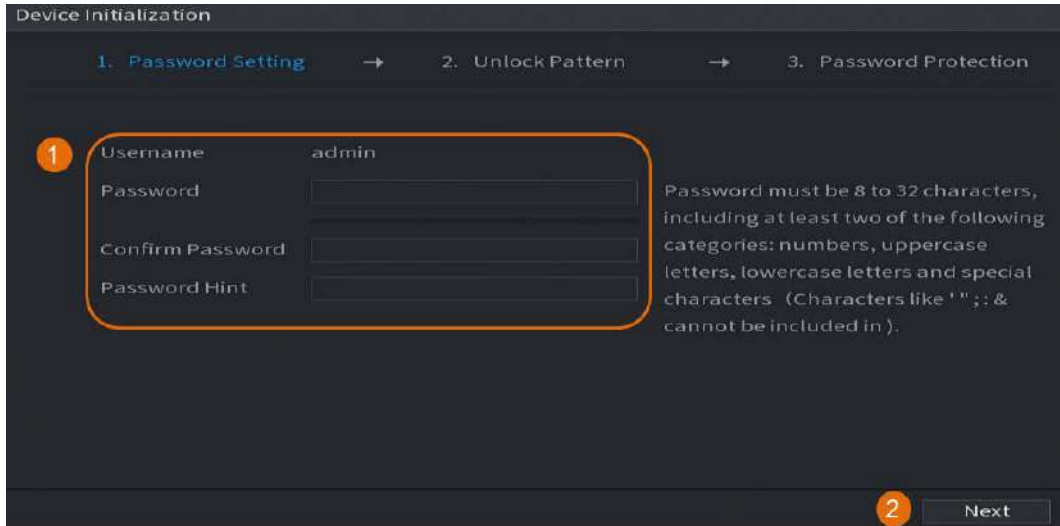 Device Initialization
1. Password Setting → 2. Unlock Pattern → 3. Password Protection
1
Username admin
Password
Confirm Password
Password Hint
Password must be 8 to 32 characters,
including at least two of the following
categories: numbers, uppercase
letters, lowercase letters and special
characters (Characters like ' " ; : &
cannot be included in ).
2
Next